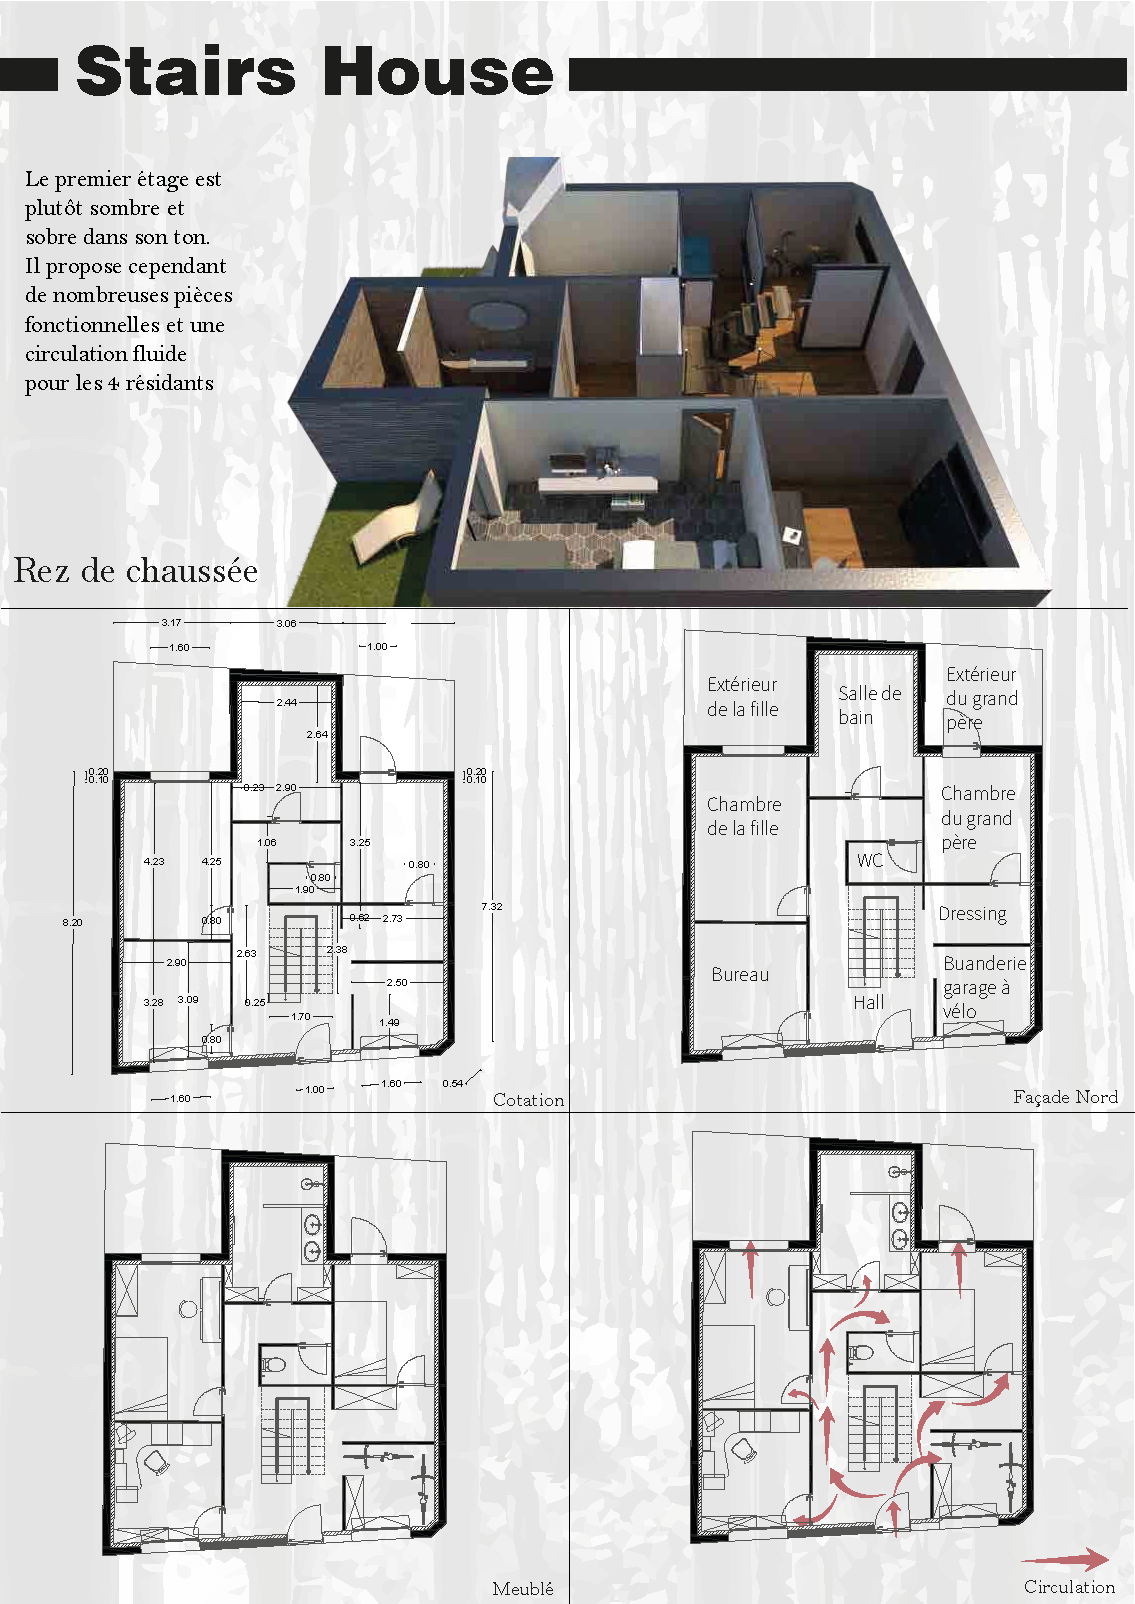 Stairs House
Le premier étage est
plutôt sombre et
sobre dans son ton.
Il propose cependant
de nombreuses pièces
fonctionnelles et une
circulation fluide
pour les 4 résidants
Rez de chaussée
3.17
3.06
1.60
1.00
2.44
2.64
0.20
0.10
0.20
0.10
0.23
2.90
1.06
3.25
4.23
4.25
0.80
0.80
1.90
8.20
7.32
0.80
0.62
2.73
2.63
2.38
2.90
2.50
3.28
3.09
0.25
1.70
1.49
0.80
1.00
1.60
0.54
1.60
Cotation
Extérieur
de la fille
Salle de
bain
Extérieur
du grand
père
Chambre
de la fille
Chambre
du grand
père
WC
Dressing
Bureau
Buanderie
garage à
vélo
Hall
Façade Nord
Meublé
Circulation